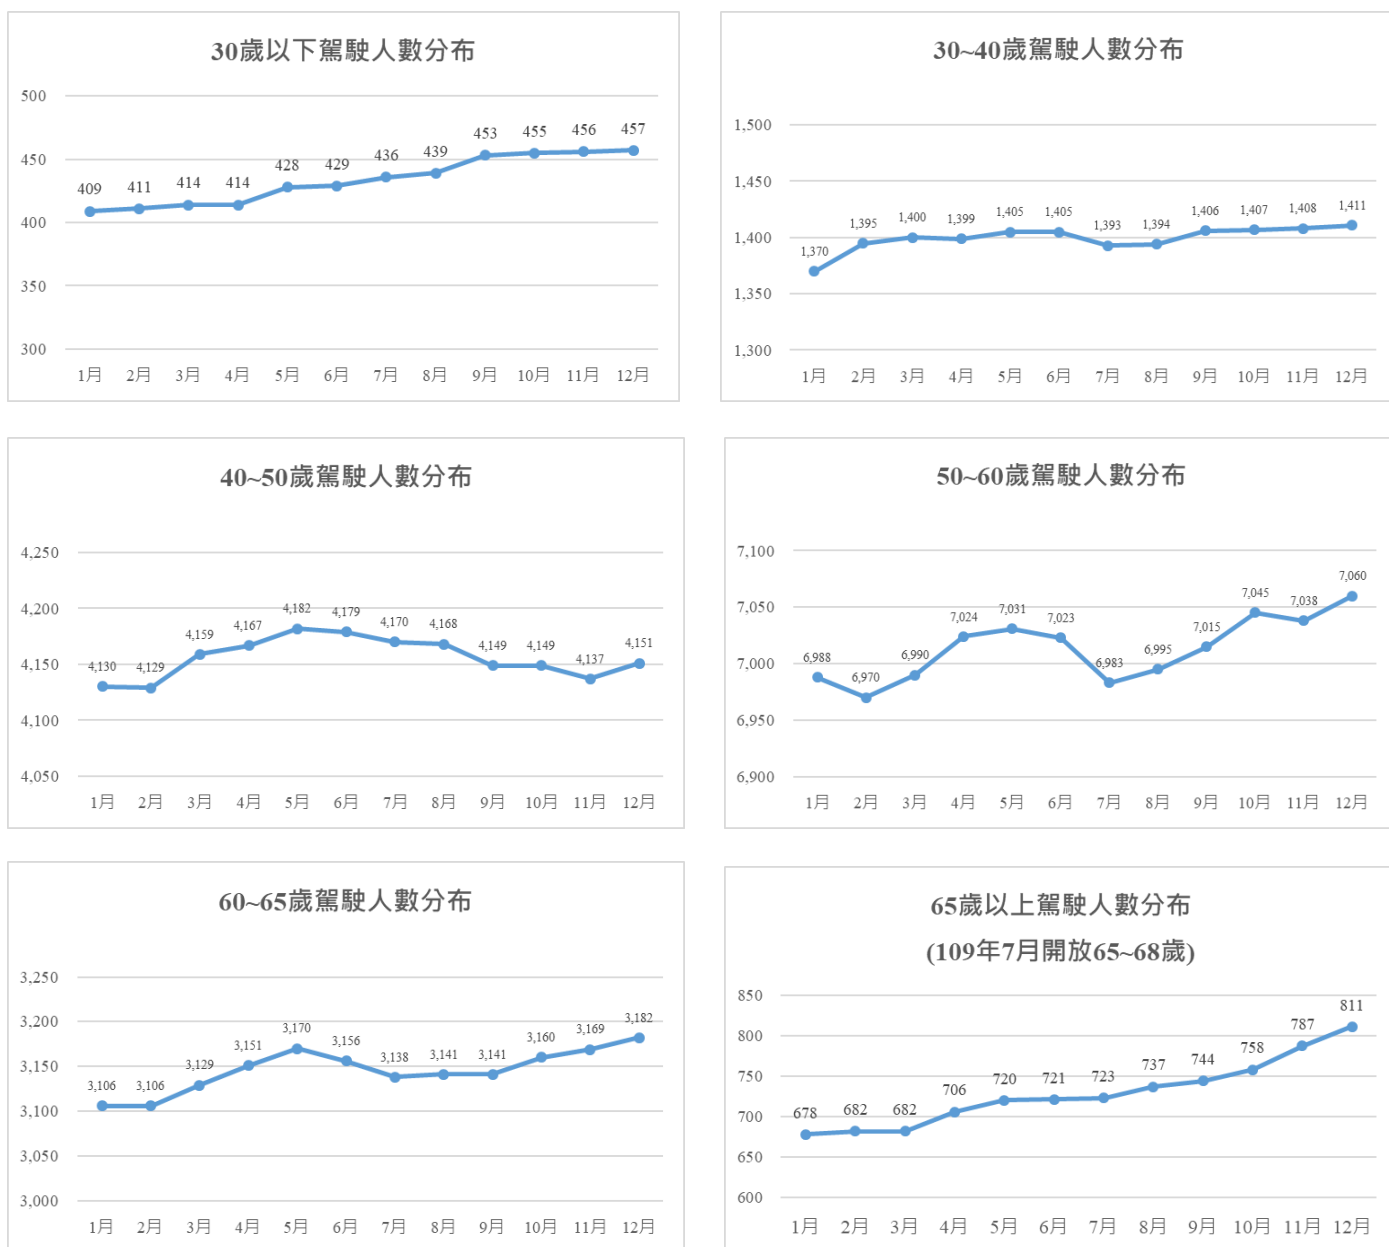 30歲以下駕駛人數分布
500
450
400
350
300
409 411 414 414 428 429 436 439 453 455 456 457
1月 2月 3月 4月 5月 6月 7月 8月 9月 10月 11月 12月
30~40歲駕駛人數分布
1,500
1,450
1,400
1,350
1,300
1,370 1,395 1,400 1,399 1,405 1,405 1,393 1,394 1,406 1,407 1,408 1,411
1月 2月 3月 4月 5月 6月 7月 8月 9月 10月 11月 12月
40~50歲駕駛人數分布
4,250
4,200
4,150
4,100
4,050
4,130 4,129 4,159 4,167 4,182 4,179 4,170 4,168 4,149 4,149 4,137 4,151
1月 2月 3月 4月 5月 6月 7月 8月 9月 10月 11月 12月
50~60歲駕駛人數分布
7,100
7,050
7,000
6,950
6,900
6,988 6,970 6,990 7,024 7,031 7,023 6,983 6,995 7,015 7,045 7,038 7,060
1月 2月 3月 4月 5月 6月 7月 8月 9月 10月 11月 12月
60~65歲駕駛人數分布
3,250
3,200
3,150
3,100
3,050
3,000
3,106 3,106 3,129 3,151 3,170 3,156 3,138 3,141 3,141 3,160 3,169 3,182
1月 2月 3月 4月 5月 6月 7月 8月 9月 10月 11月 12月
65歲以上駕駛人數分布
(109年7月開放65~68歲)
850
800
750
700
650
600
678 682 682 706 720 721 723 737 744 758 787 811
1月 2月 3月 4月 5月 6月 7月 8月 9月 10月 11月 12月